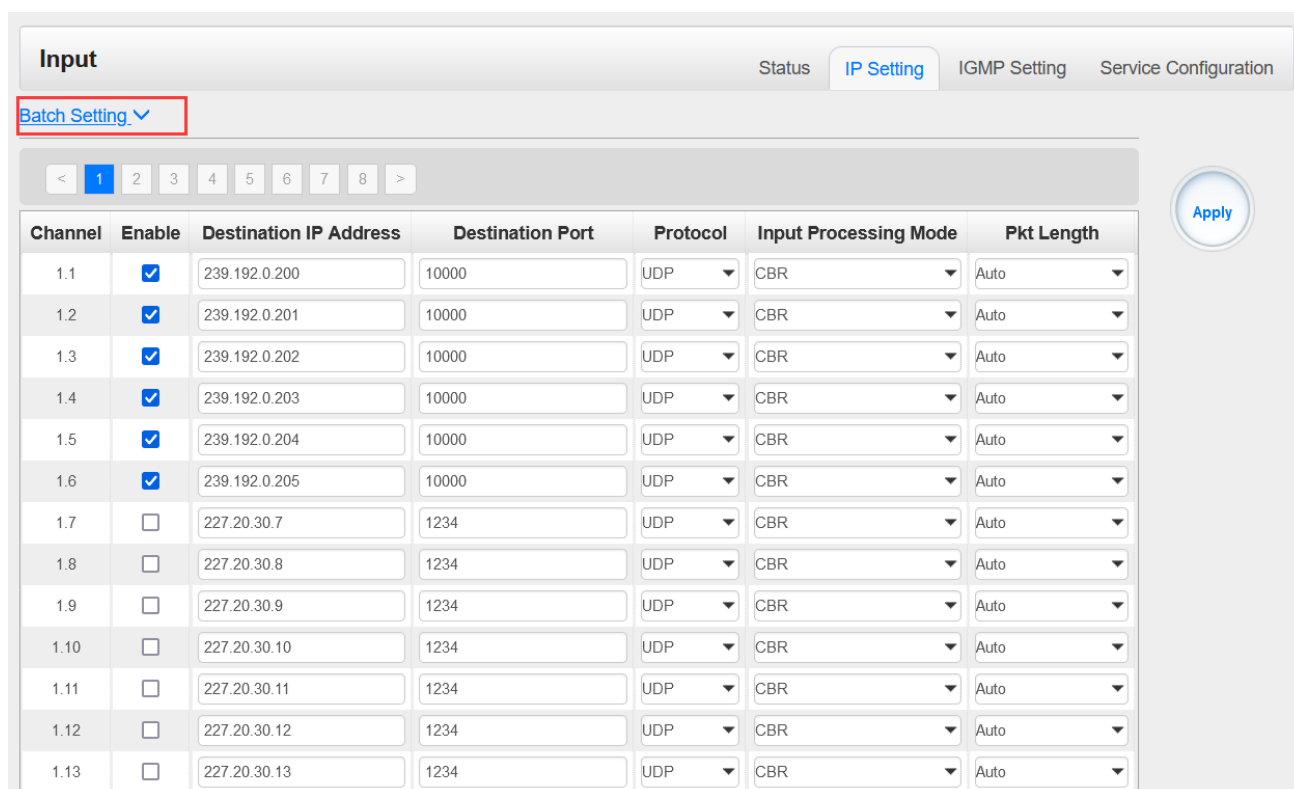 Input Status IP Setting IGMP Setting Service Configuration
Batch Setting
< 1 2 3 4 5 6 7 8 >
Apply
Channel Enable Destination IP Address Destination Port Protocol Input Processing Mode Pkt Length
1.1 239.192.0.200 10000 UDP CBR Auto
1.2 239.192.0.201 10000 UDP CBR Auto
1.3 239.192.0.202 10000 UDP CBR Auto
1.4 239.192.0.203 10000 UDP CBR Auto
1.5 239.192.0.204 10000 UDP CBR Auto
1.6 239.192.0.205 10000 UDP CBR Auto
1.7 227.20.30.7 1234 UDP CBR Auto
1.8 227.20.30.8 1234 UDP CBR Auto
1.9 227.20.30.9 1234 UDP CBR Auto
1.10 227.20.30.10 1234 UDP CBR Auto
1.11 227.20.30.11 1234 UDP CBR Auto
1.12 227.20.30.12 1234 UDP CBR Auto
1.13 227.20.30.13 1234 UDP CBR Auto